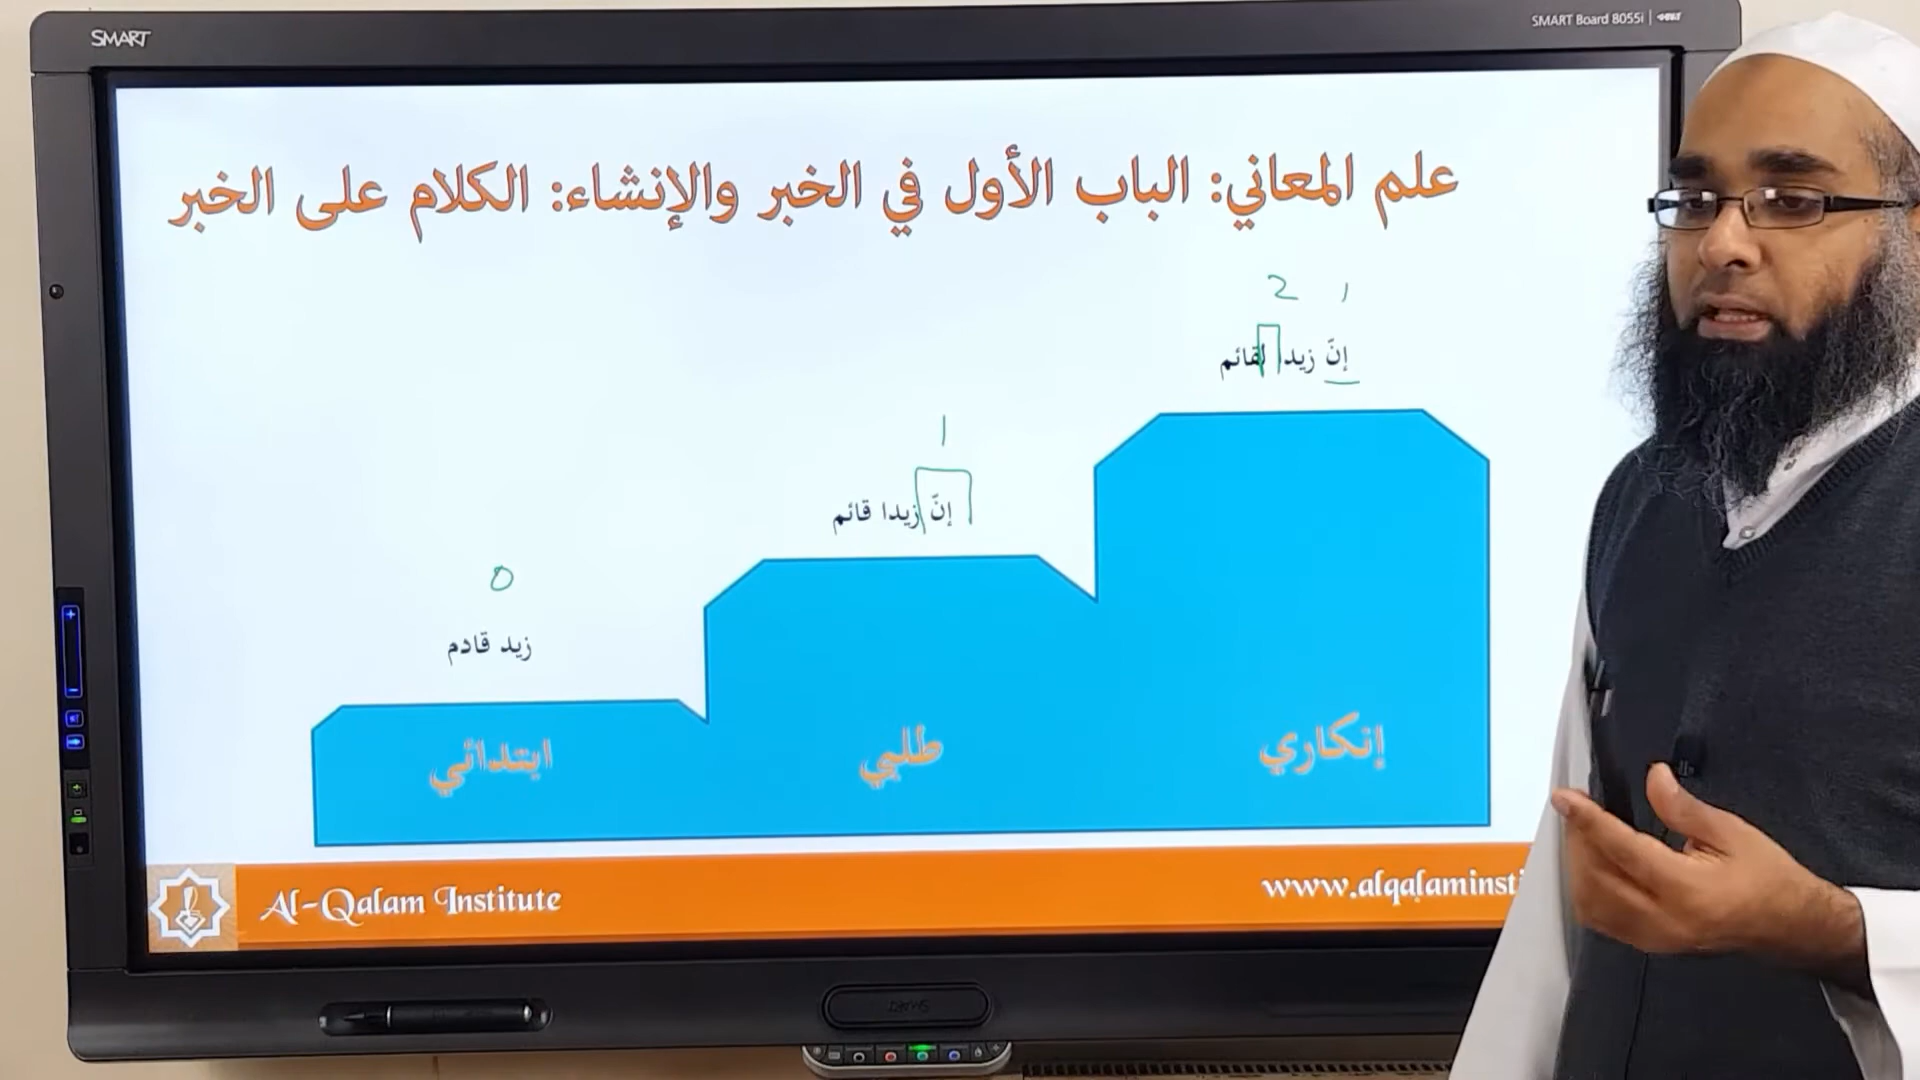 SMART
SMART Board 8055i
علم المعاني: الباب الأول في الخبر والإنشاء: الكلام على الخبر
2 1
إنّ زيدا لقائم
1
إنّ زيدا قائم
0
زيد قادم
إنكاري
طلبي
ابتدائي
Al-Qalam Institute
www.alqalaminsti
SMART